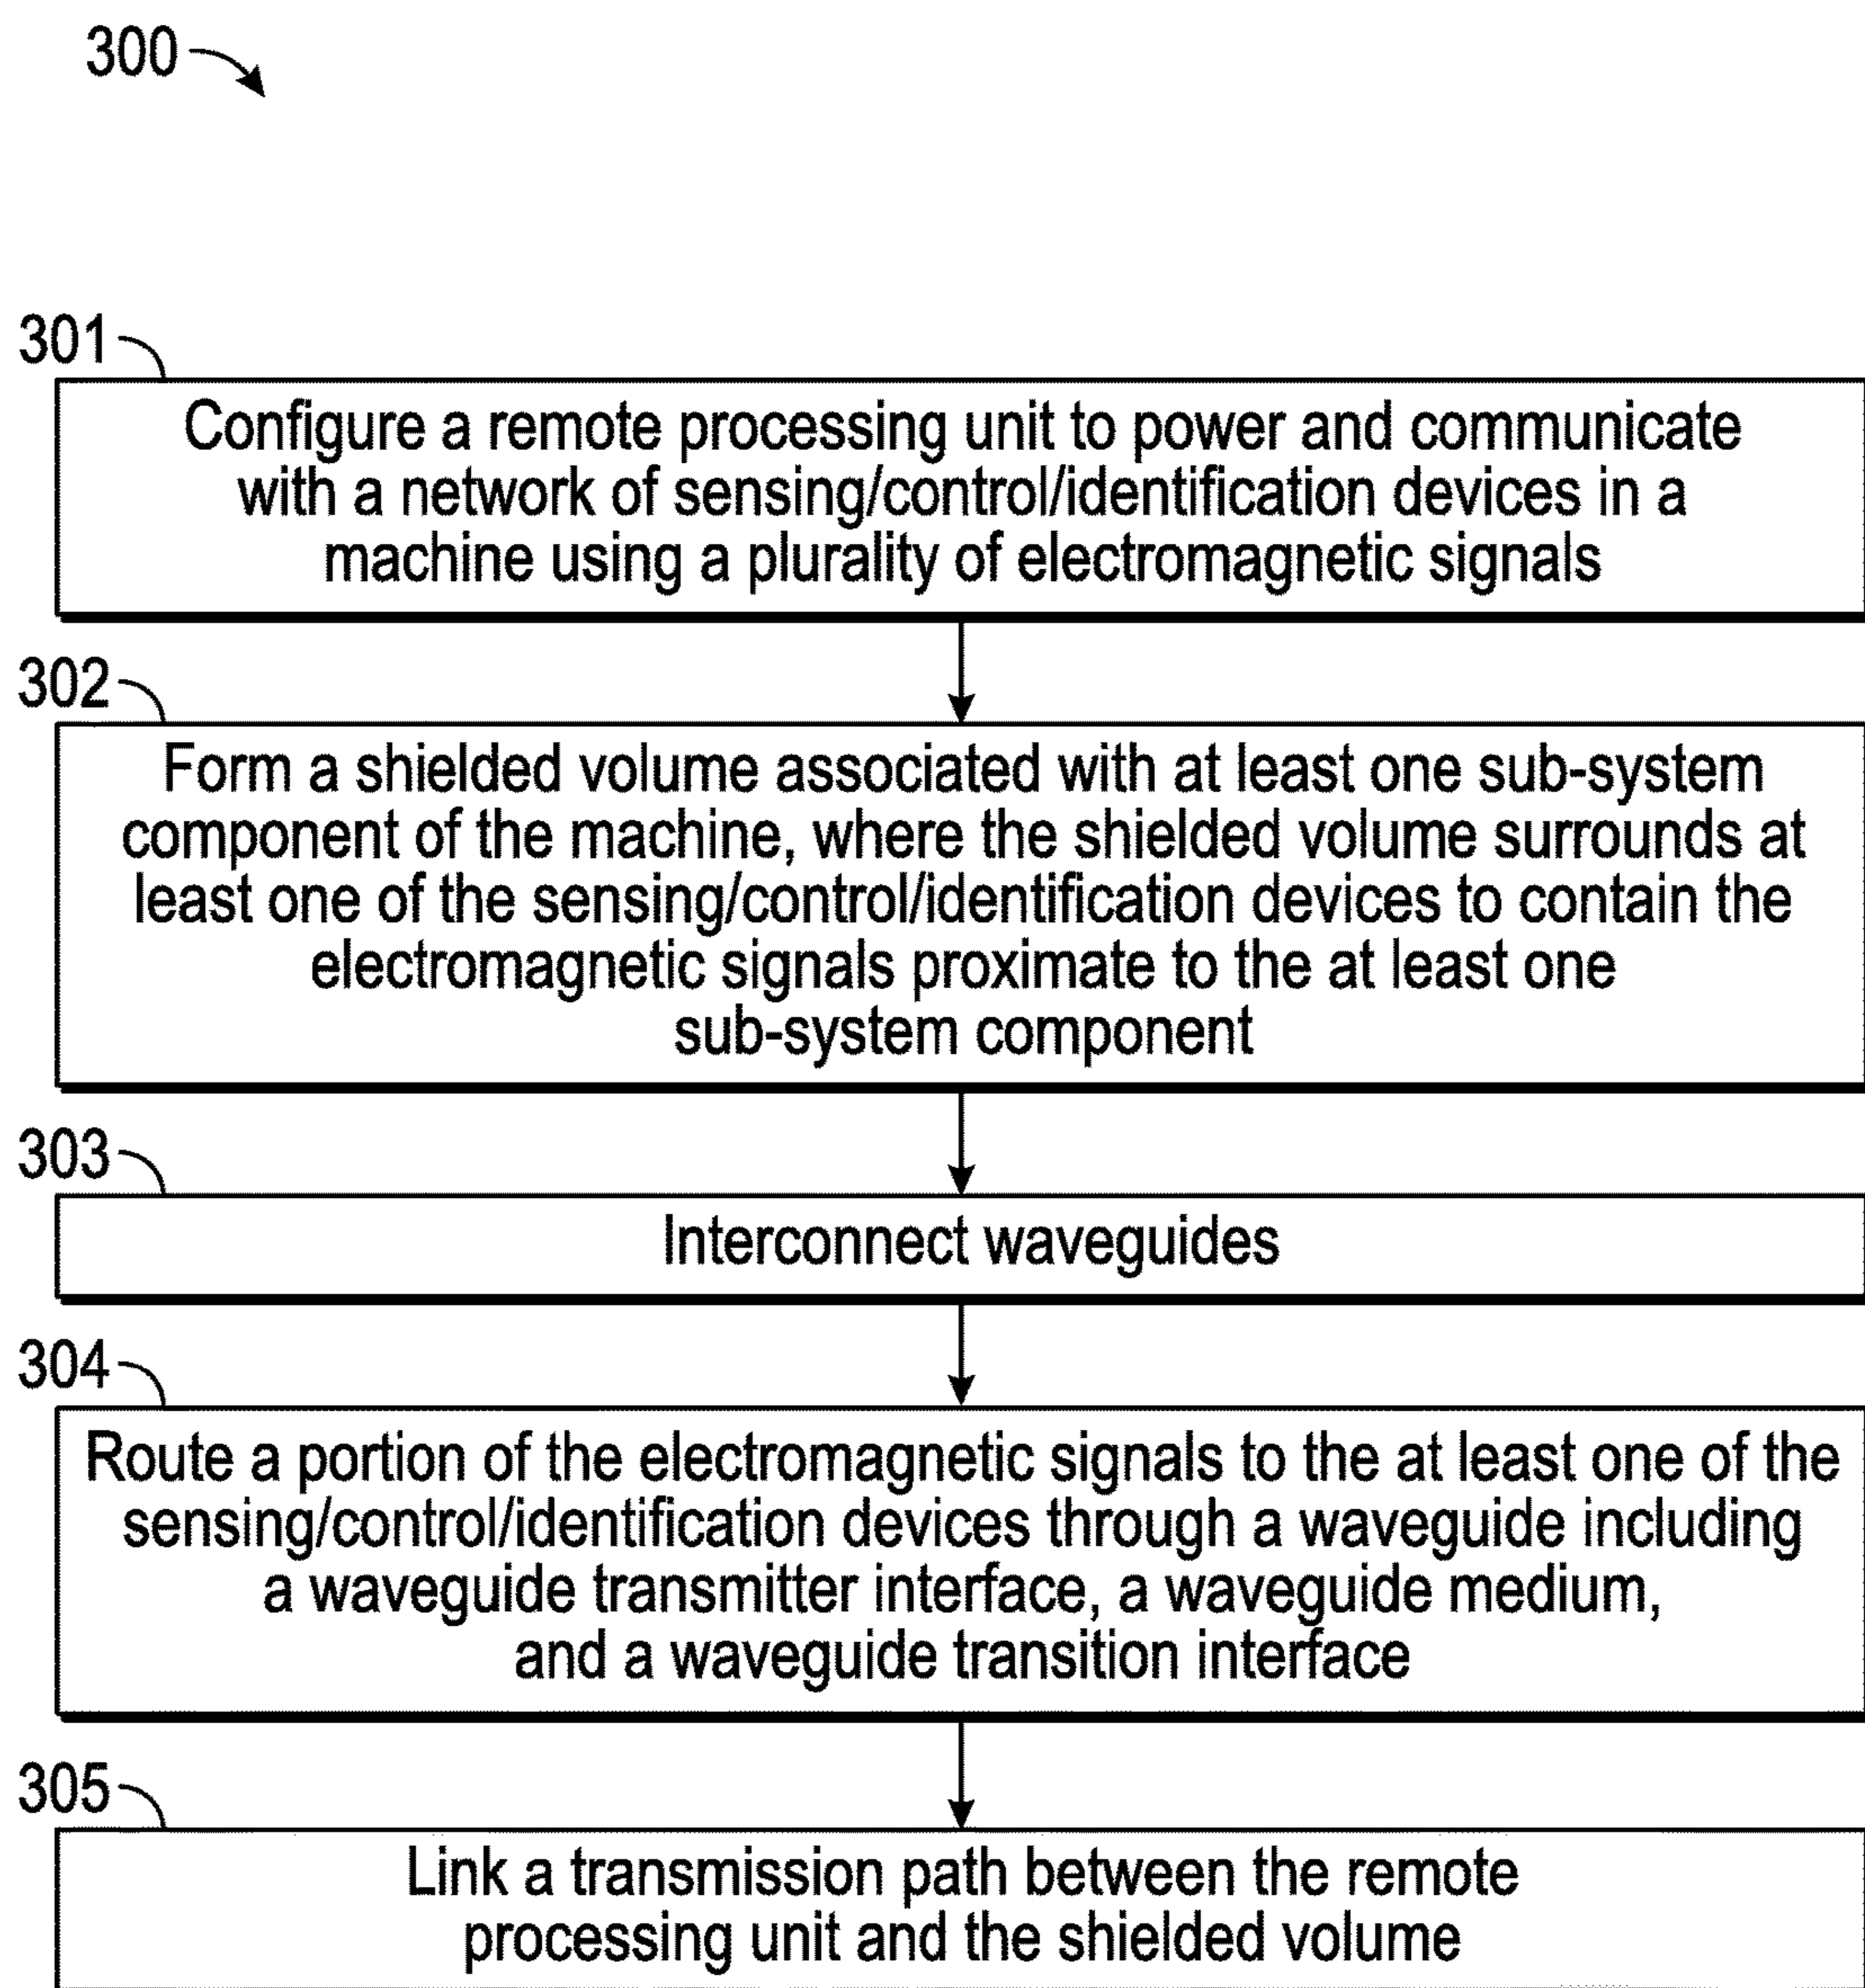 300
301
Configure a remote processing unit to power and communicate
with a network of sensing/control/identification devices in a
machine using a plurality of electromagnetic signals
302
Form a shielded volume associated with at least one sub-system
component of the machine, where the shielded volume surrounds at
least one of the sensing/control/identification devices to contain the
electromagnetic signals proximate to the at least one
sub-system component
303
Interconnect waveguides
304
Route a portion of the electromagnetic signals to the at least one of the
sensing/control/identification devices through a waveguide including
a waveguide transmitter interface, a waveguide medium,
and a waveguide transition interface
305
Link a transmission path between the remote
processing unit and the shielded volume